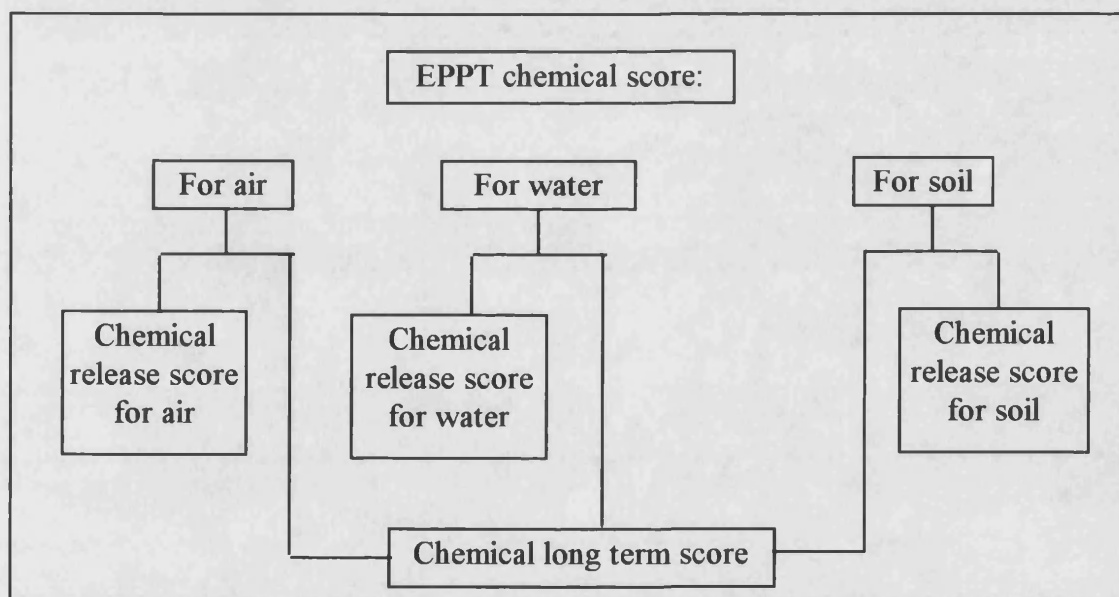 EPPT chemical score:
For air
For water
For soil
Chemical
release score
for air
Chemical
release score
for water
Chemical
release score
for soil
Chemical long term score